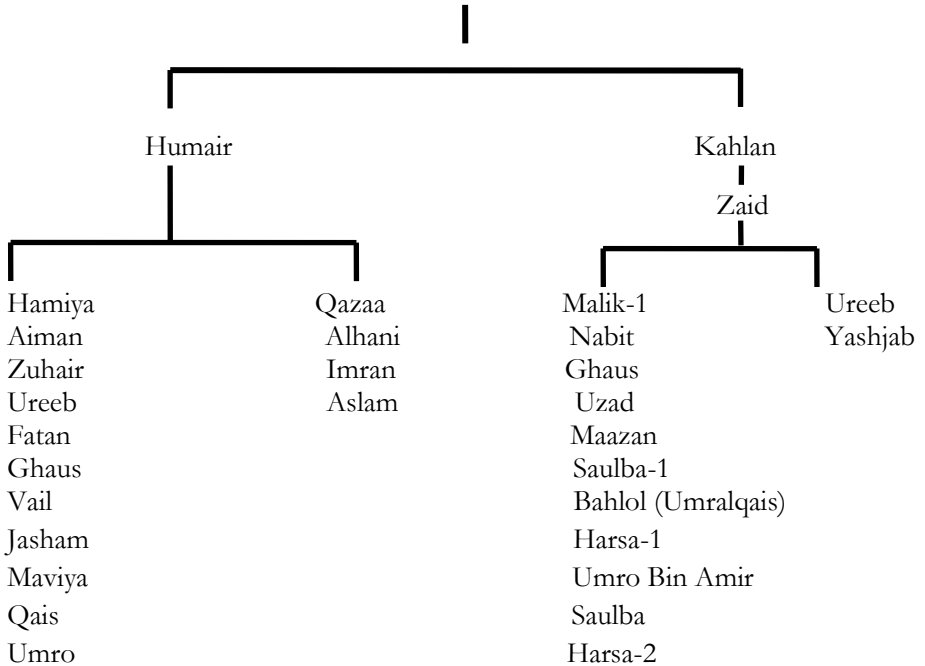 Humair Kahlan
Zaid
Hamiya Qazaa Malik-1 Ureeb
Aiman Alhani Nabit Yashjab
Zuhair Imran Ghaus
Ureeb Aslam Uzad
Fatan Maazan
Ghaus Saulba-1
Vail Bahlol (Umralqais)
Jasham Harsa-1
Maviya Umro Bin Amir
Qais Saulba
Umro Harsa-2